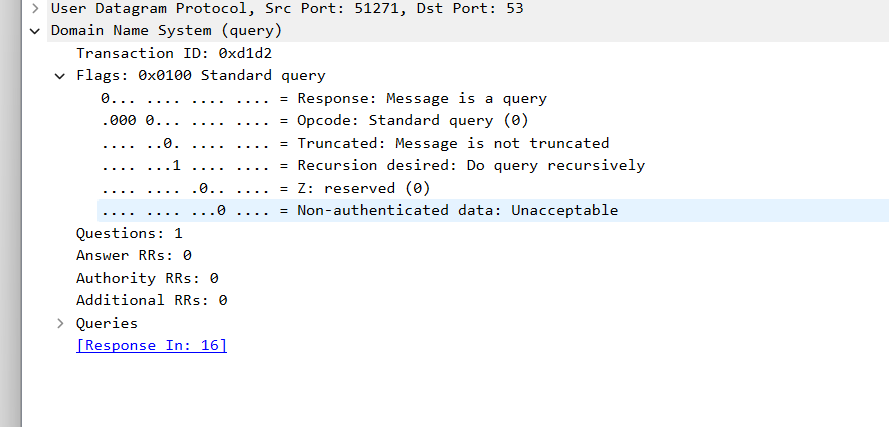 User Datagram Protocol, Src Port: 51271, Dst Port: 53
Domain Name System (query)
Transaction ID: 0xd1d2
Flags: 0x0100 Standard query
0... .... .... .... = Response: Message is a query
.000 0... .... .... = Opcode: Standard query (0)
.... ..0. .... .... = Truncated: Message is not truncated
.... ...1 .... .... = Recursion desired: Do query recursively
.... .... .0.. .... = Z: reserved (0)
.... .... ...0 .... = Non-authenticated data: Unacceptable
Questions: 1
Answer RRs: 0
Authority RRs: 0
Additional RRs: 0
Queries
[Response In: 16]